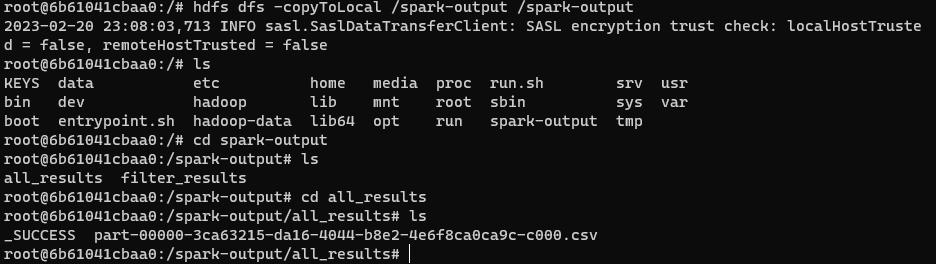 root@6b61041cbaa0:/# hdfs dfs -copyToLocal /spark-output /spark-output
2023-02-20 23:08:03,713 INFO sasl.SaslDataTransferClient: SASL encryption trust check: localHostTruste
d = false, remoteHostTrusted = false
root@6b61041cbaa0:/# ls
KEYS  data           etc          home   media  proc  run.sh        srv  usr
bin   dev            hadoop       lib    mnt    root  sbin          sys  var
boot  entrypoint.sh  hadoop-data  lib64  opt    run   spark-output  tmp
root@6b61041cbaa0:/# cd spark-output
root@6b61041cbaa0:/spark-output# ls
all_results  filter_results
root@6b61041cbaa0:/spark-output# cd all_results
root@6b61041cbaa0:/spark-output/all_results# ls
_SUCCESS  part-00000-3ca63215-da16-4044-b8e2-4e6f8ca0ca9c-c000.csv
root@6b61041cbaa0:/spark-output/all_results#